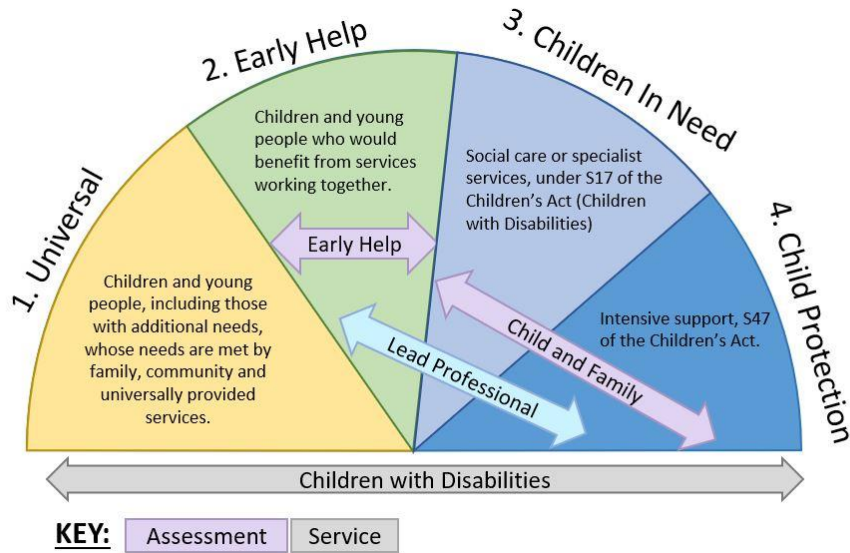 1. Universal
2. Early Help
3. Children In Need
4. Child Protection
Children and young
people, including those
with additional needs,
whose needs are met by
family, community and
universally provided
services.
Children and young
people who would
benefit from services
working together.
Early Help
Social care or specialist
services, under S17 of the
Children's Act (Children
with Disabilities)
Intensive support, S47
of the Children's Act.
Lead Professional
Child and Family
Children with Disabilities
KEY: Assessment Service